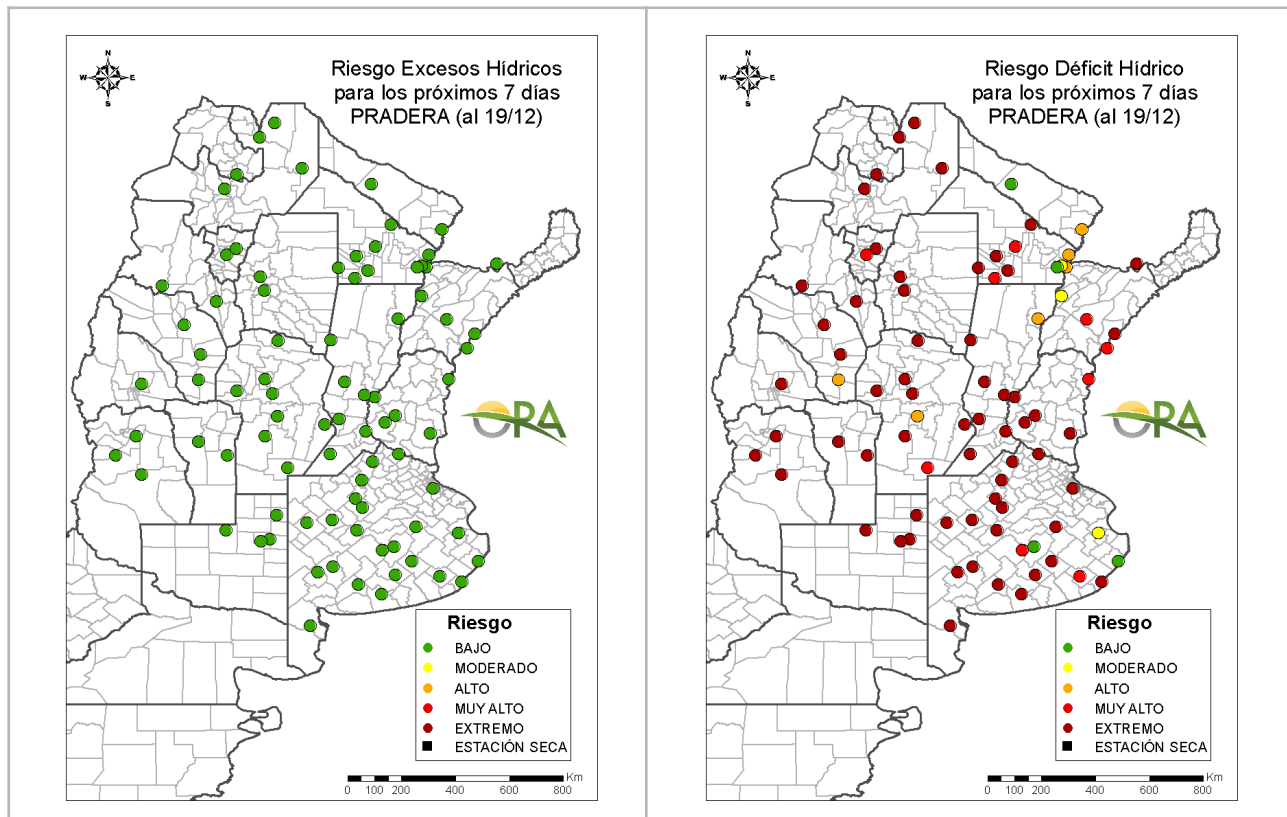 N
W E
S
Riesgo Excesos Hídricos
para los próximos 7 días
PRADERA (al 19/12)
ORA
Riesgo
BAJO
MODERADO
ALTO
MUY ALTO
EXTREMO
ESTACIÓN SECA
Km
0 100 200 400 600 800
N
W E
S
Riesgo Déficit Hídrico
para los próximos 7 días
PRADERA (al 19/12)
ORA
Riesgo
BAJO
MODERADO
ALTO
MUY ALTO
EXTREMO
ESTACIÓN SECA
Km
0 100 200 400 600 800